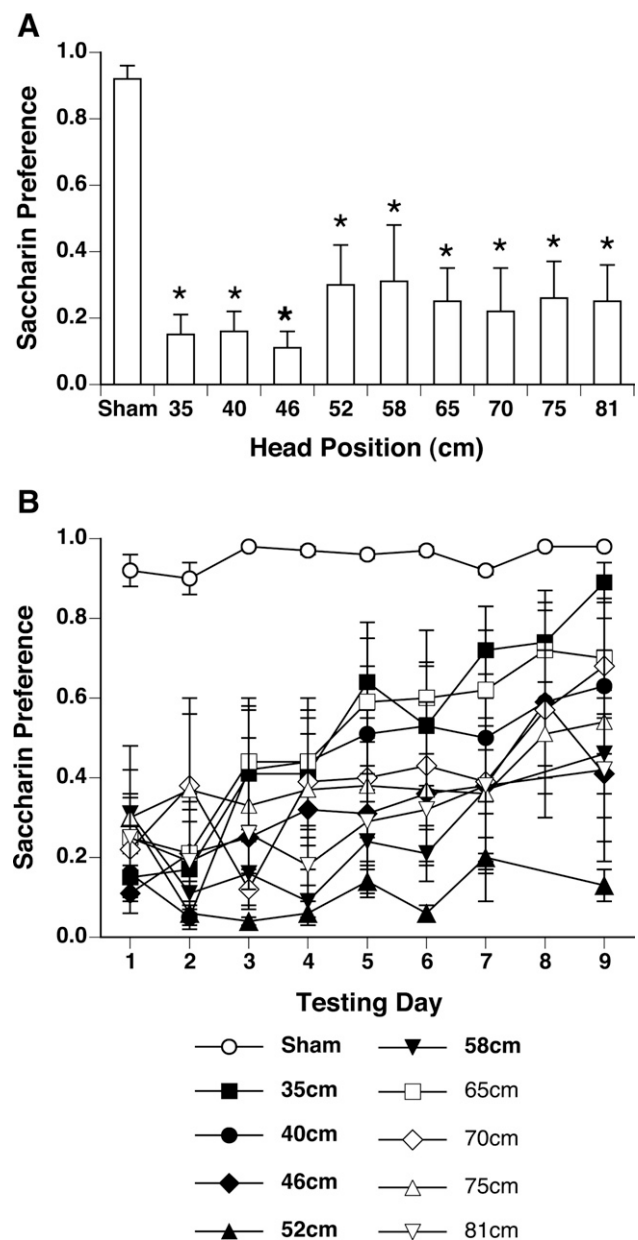 A
Saccharin Preference
1.0
0.8
0.6
0.4
0.2
0.0
* * * * * * * * *
Sham 35 40 46 52 58 65 70 75 81
Head Position (cm)
B
Saccharin Preference
1.0
0.8
0.6
0.4
0.2
0.0
1 2 3 4 5 6 7 8 9
Testing Day
Sham 58cm
35cm 65cm
40cm 70cm
46cm 75cm
52cm 81cm